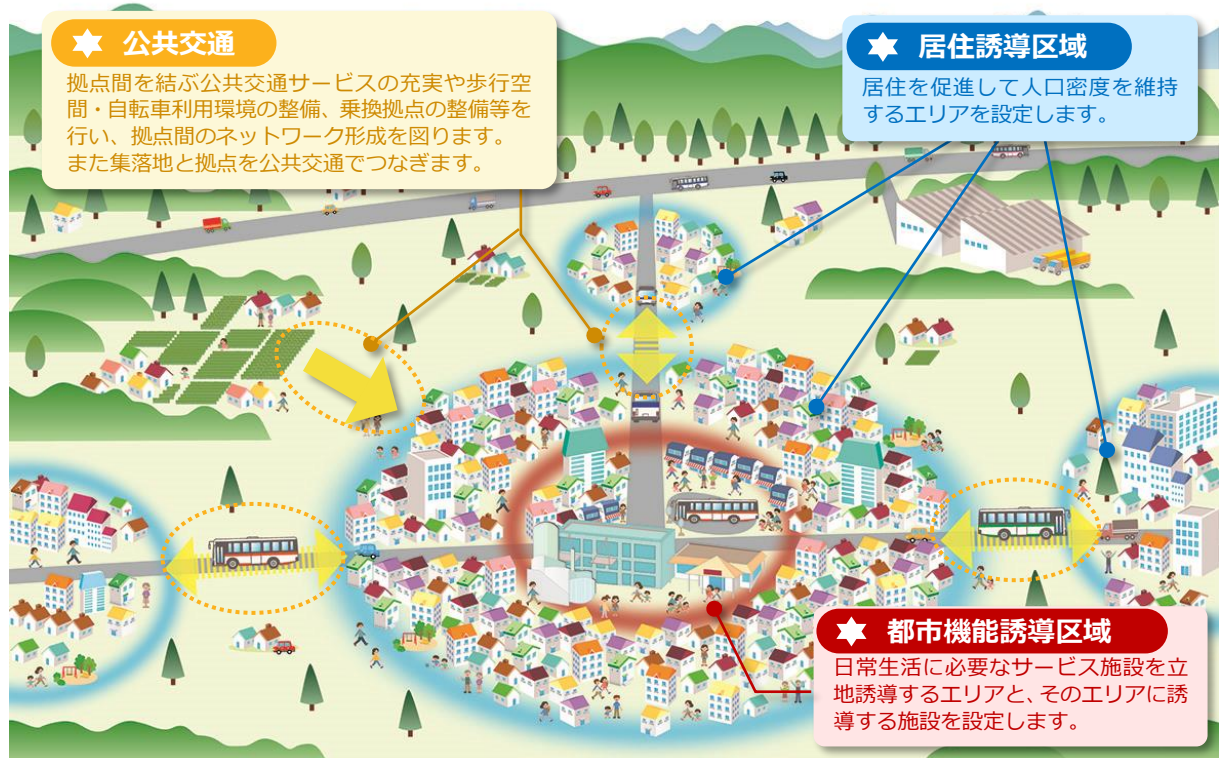 公共交通
拠点間を結ぶ公共交通サービスの充実や歩行空
間・自転車利用環境の整備、乗換拠点の整備等を
行い、拠点間のネットワーク形成を図ります。
また集落地と拠点を公共交通でつなぎます。
居住誘導区域
居住を促進して人口密度を維持
するエリアを設定します。
都市機能誘導区域
日常生活に必要なサービス施設を立
地誘導するエリアと、そのエリアに誘
導する施設を設定します。